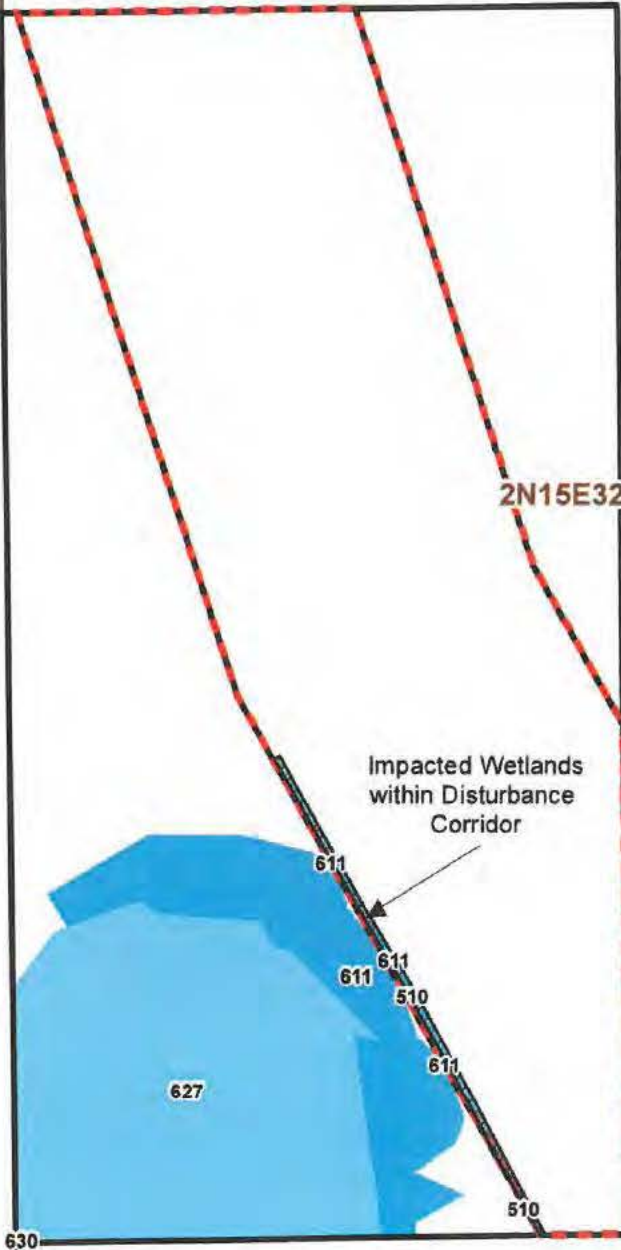 2N15E32
Impacted Wetlands
within Disturbance
Corridor
611
611
611
510
611
627
510
630